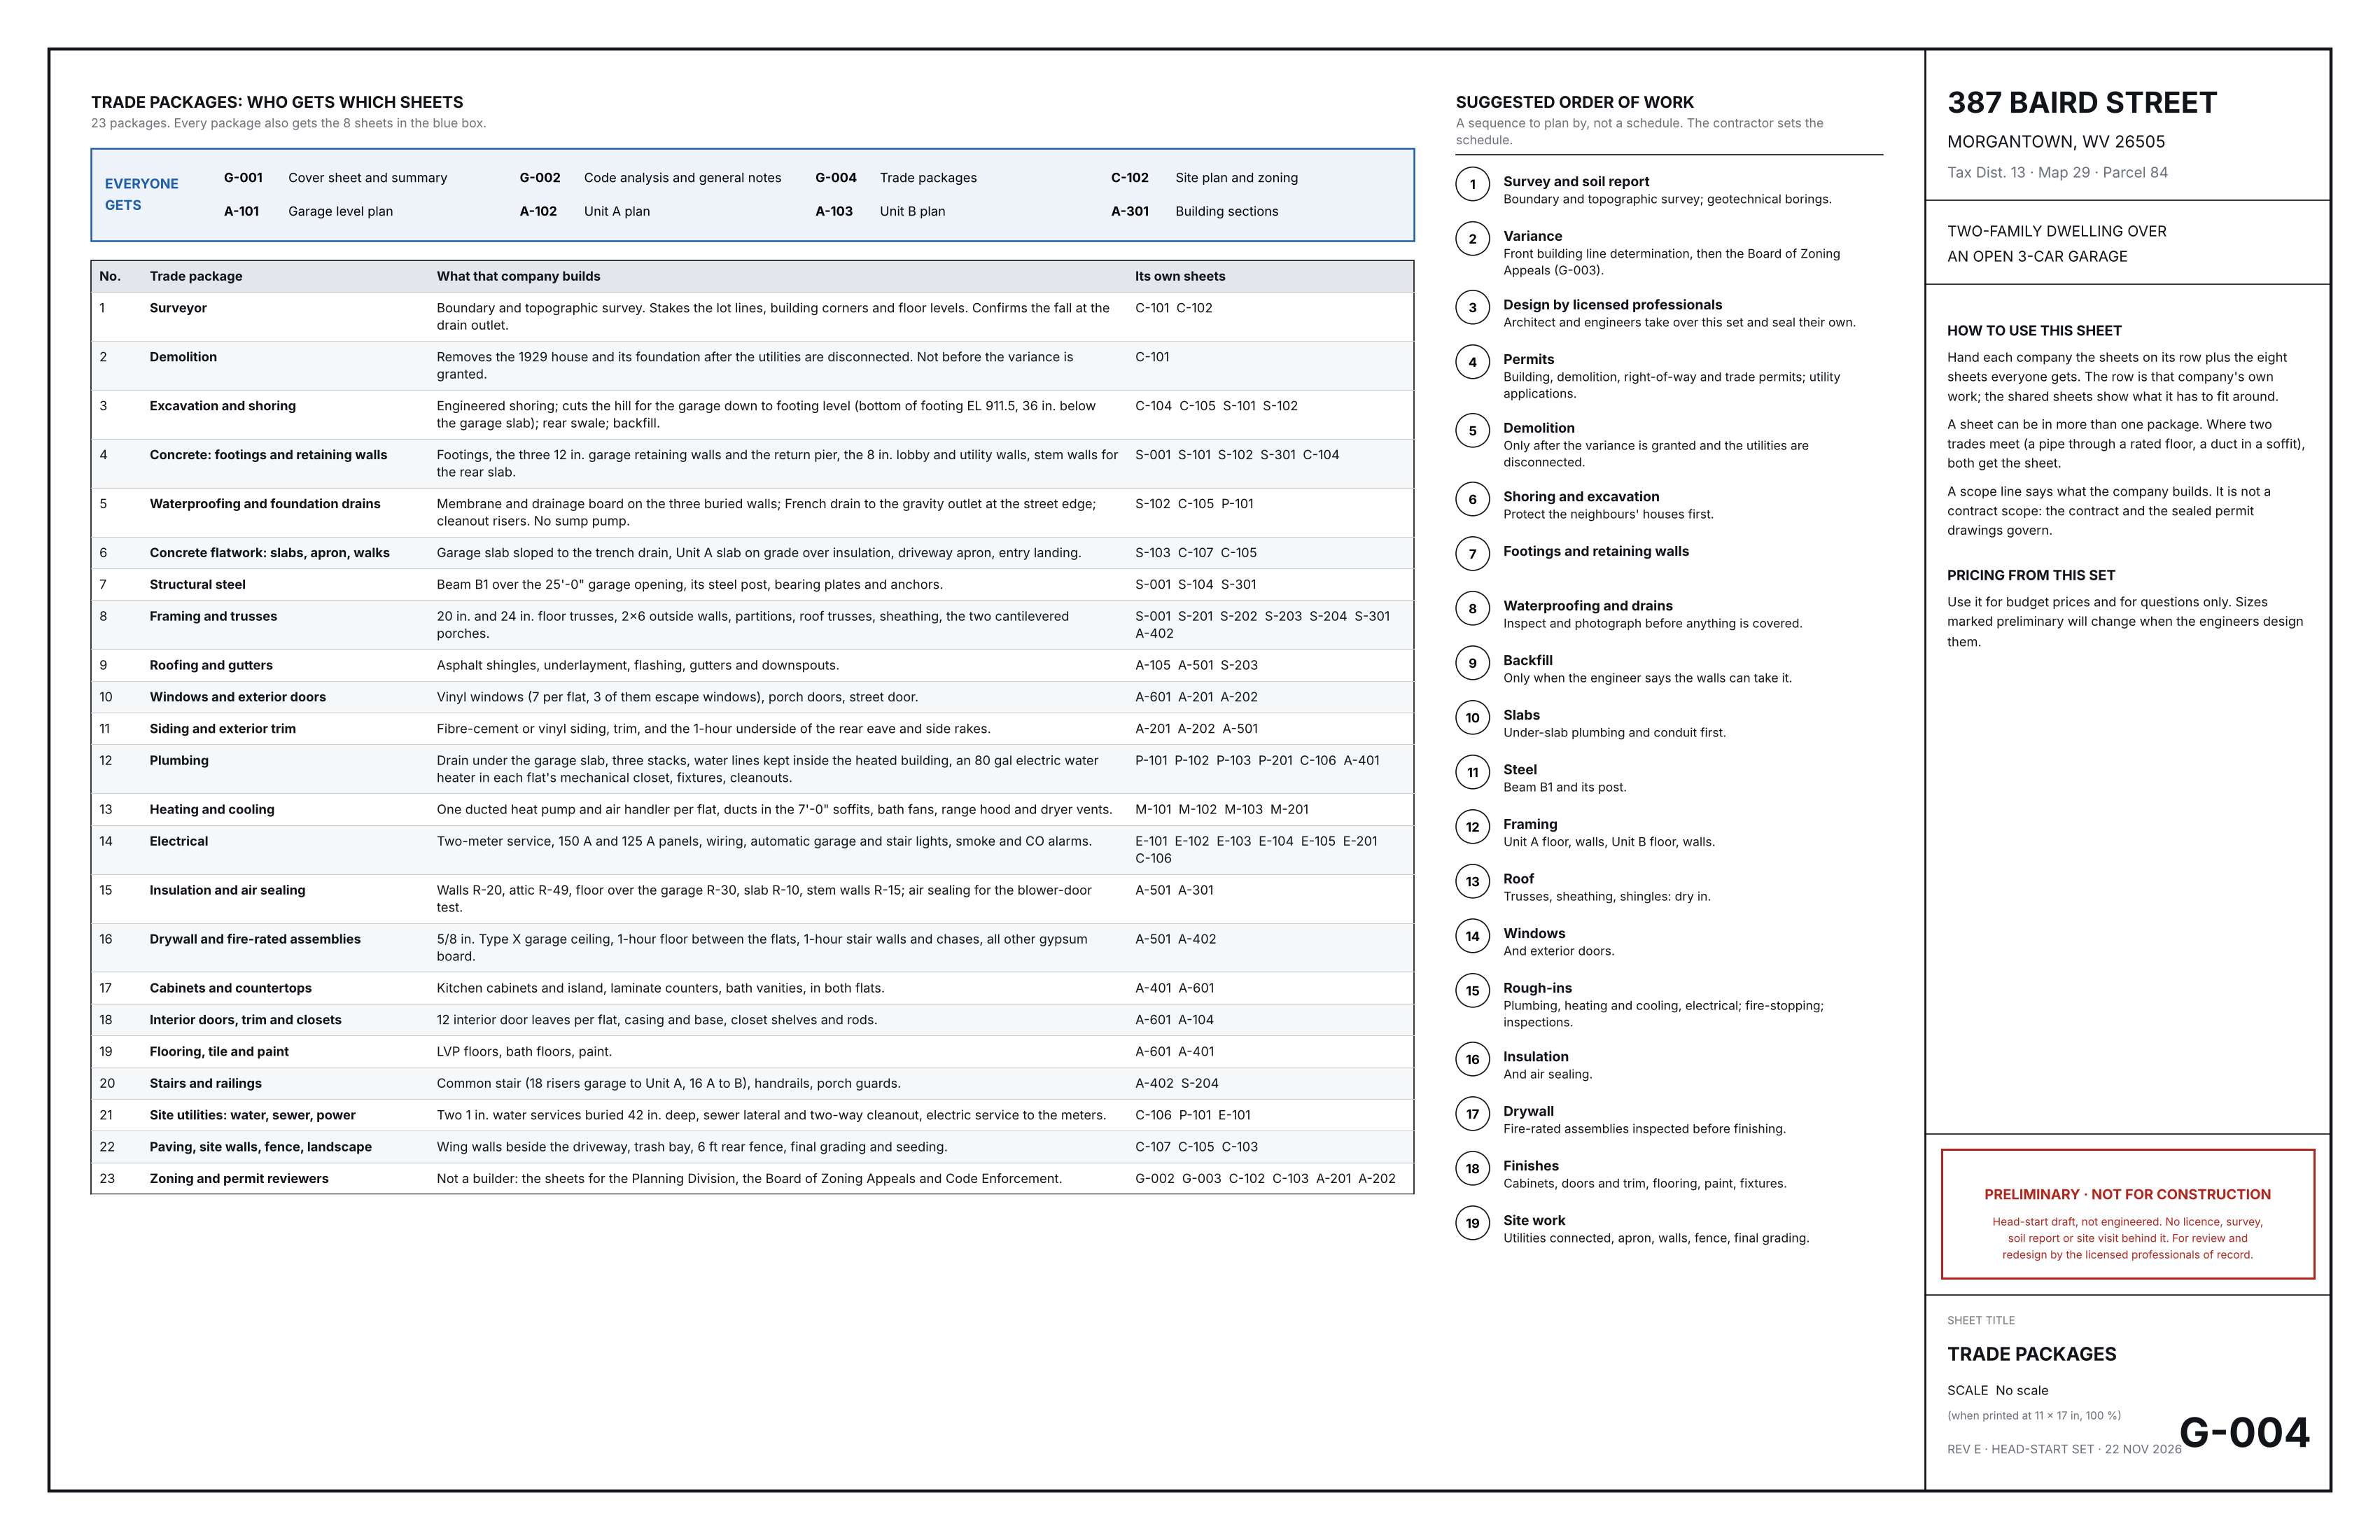 TRADE PACKAGES: WHO GETS WHICH SHEETS
23 packages. Every package also gets the 8 sheets in the blue box.
EVERYONE
GETS
G-001 Cover sheet and summary
G-002 Code analysis and general notes
G-004 Trade packages
C-102 Site plan and zoning
A-101 Garage level plan
A-102 Unit A plan
A-103 Unit B plan
A-301 Building sections
No. Trade package What that company builds Its own sheets
1 Surveyor Boundary and topographic survey. Stakes the lot lines, building corners and floor levels. Confirms the fall at the C-101 C-102
drain outlet.
2 Demolition Removes the 1929 house and its foundation after the utilities are disconnected. Not before the variance is C-101
granted.
3 Excavation and shoring Engineered shoring; cuts the hill for the garage down to footing level (bottom of footing EL 911.5, 36 in. below C-104 C-105 S-101 S-102
the garage slab); rear swale; backfill.
4 Concrete: footings and retaining walls Footings, the three 12 in. garage retaining walls and the return pier, the 8 in. lobby and utility walls, stem walls for S-001 S-101 S-102 S-301 C-104
the rear slab.
5 Waterproofing and foundation drains Membrane and drainage board on the three buried walls; French drain to the gravity outlet at the street edge; S-102 C-105 P-101
cleanout risers. No sump pump.
6 Concrete flatwork: slabs, apron, walks Garage slab sloped to the trench drain, Unit A slab on grade over insulation, driveway apron, entry landing. S-103 C-107 C-105
7 Structural steel Beam B1 over the 25'-0" garage opening, its steel post, bearing plates and anchors. S-001 S-104 S-301
8 Framing and trusses 20 in. and 24 in. floor trusses, 2×6 outside walls, partitions, roof trusses, sheathing, the two cantilevered S-001 S-201 S-202 S-203 S-204 S-301
porches. A-402
9 Roofing and gutters Asphalt shingles, underlayment, flashing, gutters and downspouts. A-105 A-501 S-203
10 Windows and exterior doors Vinyl windows (7 per flat, 3 of them escape windows), porch doors, street door. A-601 A-201 A-202
11 Siding and exterior trim Fibre-cement or vinyl siding, trim, and the 1-hour underside of the rear eave and side rakes. A-201 A-202 A-501
12 Plumbing Drain under the garage slab, three stacks, water lines kept inside the heated building, an 80 gal electric water P-101 P-102 P-103 P-201 C-106 A-401
heater in each flat's mechanical closet, fixtures, cleanouts.
13 Heating and cooling One ducted heat pump and air handler per flat, ducts in the 7'-0" soffits, bath fans, range hood and dryer vents. M-101 M-102 M-103 M-201
14 Electrical Two-meter service, 150 A and 125 A panels, wiring, automatic garage and stair lights, smoke and CO alarms. E-101 E-102 E-103 E-104 E-105 E-201
C-106
15 Insulation and air sealing Walls R-20, attic R-49, floor over the garage R-30, slab R-10, stem walls R-15; air sealing for the blower-door A-501 A-301
test.
16 Drywall and fire-rated assemblies 5/8 in. Type X garage ceiling, 1-hour floor between the flats, 1-hour stair walls and chases, all other gypsum A-501 A-402
board.
17 Cabinets and countertops Kitchen cabinets and island, laminate counters, bath vanities, in both flats. A-401 A-601
18 Interior doors, trim and closets 12 interior door leaves per flat, casing and base, closet shelves and rods. A-601 A-104
19 Flooring, tile and paint LVP floors, bath floors, paint. A-601 A-401
20 Stairs and railings Common stair (18 risers garage to Unit A, 16 A to B), handrails, porch guards. A-402 S-204
21 Site utilities: water, sewer, power Two 1 in. water services buried 42 in. deep, sewer lateral and two-way cleanout, electric service to the meters. C-106 P-101 E-101
22 Paving, site walls, fence, landscape Wing walls beside the driveway, trash bay, 6 ft rear fence, final grading and seeding. C-107 C-105 C-103
23 Zoning and permit reviewers Not a builder: the sheets for the Planning Division, the Board of Zoning Appeals and Code Enforcement. G-002 G-003 C-102 C-103 A-201 A-202
SUGGESTED ORDER OF WORK
A sequence to plan by, not a schedule. The contractor sets the
schedule.
1 Survey and soil report
Boundary and topographic survey; geotechnical borings.
2 Variance
Front building line determination, then the Board of Zoning
Appeals (G-003).
3 Design by licensed professionals
Architect and engineers take over this set and seal their own.
4 Permits
Building, demolition, right-of-way and trade permits; utility
applications.
5 Demolition
Only after the variance is granted and the utilities are
disconnected.
6 Shoring and excavation
Protect the neighbours' houses first.
7 Footings and retaining walls
8 Waterproofing and drains
Inspect and photograph before anything is covered.
9 Backfill
Only when the engineer says the walls can take it.
10 Slabs
Under-slab plumbing and conduit first.
11 Steel
Beam B1 and its post.
12 Framing
Unit A floor, walls, Unit B floor, walls.
13 Roof
Trusses, sheathing, shingles: dry in.
14 Windows
And exterior doors.
15 Rough-ins
Plumbing, heating and cooling, electrical; fire-stopping;
inspections.
16 Insulation
And air sealing.
17 Drywall
Fire-rated assemblies inspected before finishing.
18 Finishes
Cabinets, doors and trim, flooring, paint, fixtures.
19 Site work
Utilities connected, apron, walls, fence, final grading.
387 BAIRD STREET
MORGANTOWN, WV 26505
Tax Dist. 13 · Map 29 · Parcel 84
TWO-FAMILY DWELLING OVER
AN OPEN 3-CAR GARAGE
HOW TO USE THIS SHEET
Hand each company the sheets on its row plus the eight
sheets everyone gets. The row is that company's own
work; the shared sheets show what it has to fit around.
A sheet can be in more than one package. Where two
trades meet (a pipe through a rated floor, a duct in a soffit),
both get the sheet.
A scope line says what the company builds. It is not a
contract scope: the contract and the sealed permit
drawings govern.
PRICING FROM THIS SET
Use it for budget prices and for questions only. Sizes
marked preliminary will change when the engineers design
them.
PRELIMINARY · NOT FOR CONSTRUCTION
Head-start draft, not engineered. No licence, survey,
soil report or site visit behind it. For review and
redesign by the licensed professionals of record.
SHEET TITLE
TRADE PACKAGES
SCALE No scale
(when printed at 11 × 17 in, 100 %)
REV E · HEAD-START SET · 22 NOV 2026
G-004